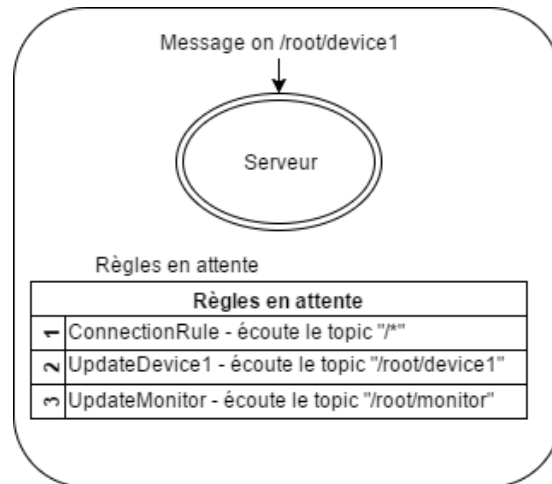 Message on /root/device1
Serveur
Règles en attente
Règles en attente
1 ConnectionRule - écoute le topic "/*"
2 UpdateDevice1 - écoute le topic "/root/device1"
3 UpdateMonitor - écoute le topic "/root/monitor"